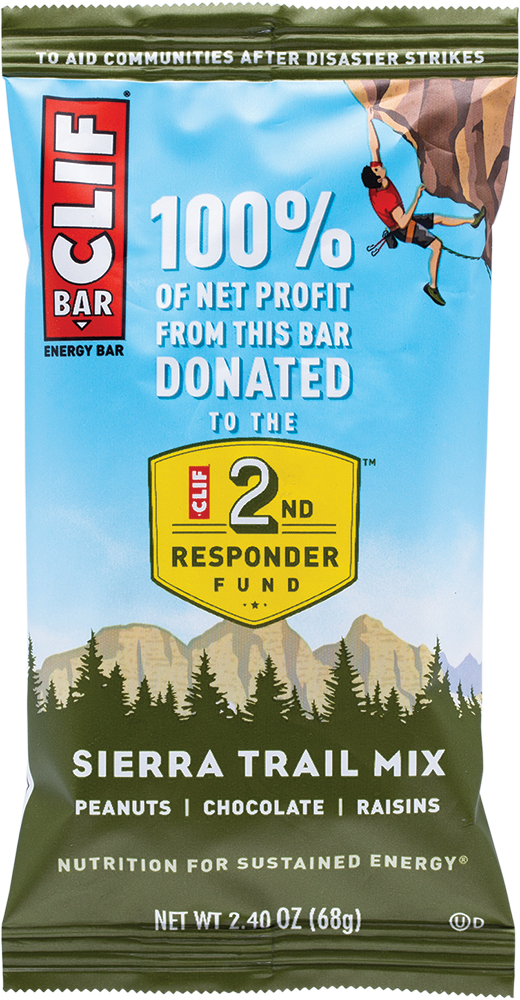 TO AID COMMUNITIES AFTER DISASTER STRIKES
CLIF®
BAR
ENERGY BAR
100%
OF NET PROFIT
FROM THIS BAR
DONATED
TO THE
CLIF 2ND
RESPONDER
FUND
™
SIERRA TRAIL MIX
PEANUTS | CHOCOLATE | RAISINS
NUTRITION FOR SUSTAINED ENERGY®
NET WT 2.40 OZ (68g)
U D